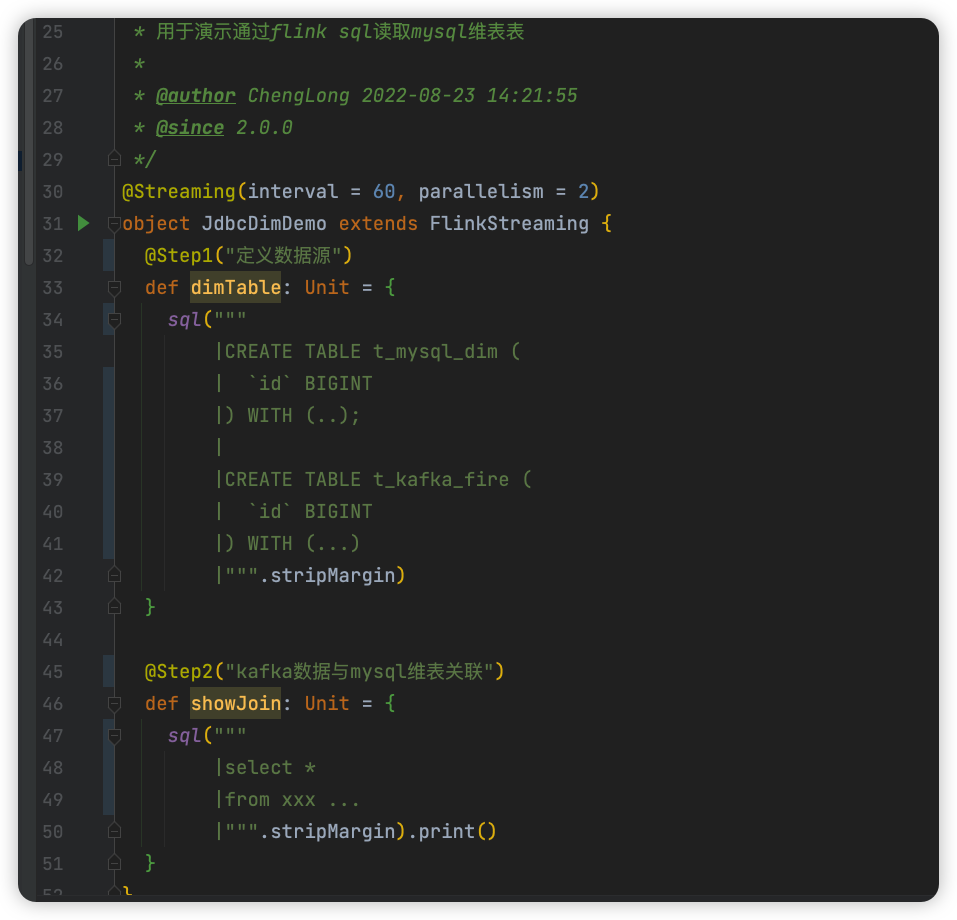 25 * 用于演示通过flink sql读取mysql维表表
26 *
27 * @author ChengLong 2022-08-23 14:21:55
28 * @since 2.0.0
29 */
30 @Streaming(interval = 60, parallelism = 2)
31 object JdbcDimDemo extends FlinkStreaming {
32 @Step1("定义数据源")
33 def dimTable: Unit = {
34 sql("""
35 |CREATE TABLE t_mysql_dim (
36 | `id` BIGINT
37 |) WITH (..);
38 |
39 |CREATE TABLE t_kafka_fire (
40 | `id` BIGINT
41 |) WITH (...)
42 |""".stripMargin)
43 }
44
45 @Step2("kafka数据与mysql维表关联")
46 def showJoin: Unit = {
47 sql("""
48 |select *
49 |from xxx ...
50 |""".stripMargin).print()
51 }
52 }